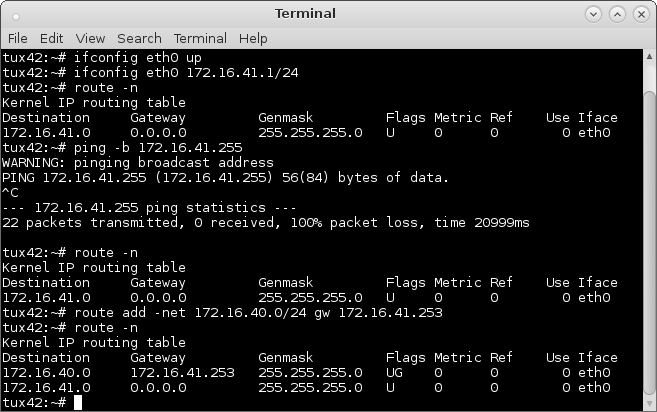 Terminal
File Edit View Search Terminal Help
tux42:~# ifconfig eth0 up
tux42:~# ifconfig eth0 172.16.41.1/24
tux42:~# route -n
Kernel IP routing table
Destination     Gateway         Genmask         Flags Metric Ref    Use Iface
172.16.41.0     0.0.0.0         255.255.255.0   U     0      0        0 eth0
tux42:~# ping -b 172.16.41.255
WARNING: pinging broadcast address
PING 172.16.41.255 (172.16.41.255) 56(84) bytes of data.
^C
--- 172.16.41.255 ping statistics ---
22 packets transmitted, 0 received, 100% packet loss, time 20999ms
tux42:~# route -n
Kernel IP routing table
Destination     Gateway         Genmask         Flags Metric Ref    Use Iface
172.16.41.0     0.0.0.0         255.255.255.0   U     0      0        0 eth0
tux42:~# route add -net 172.16.40.0/24 gw 172.16.41.253
tux42:~# route -n
Kernel IP routing table
Destination     Gateway         Genmask         Flags Metric Ref    Use Iface
172.16.40.0     172.16.41.253   255.255.255.0   UG    0      0        0 eth0
172.16.41.0     0.0.0.0         255.255.255.0   U     0      0        0 eth0
tux42:~#